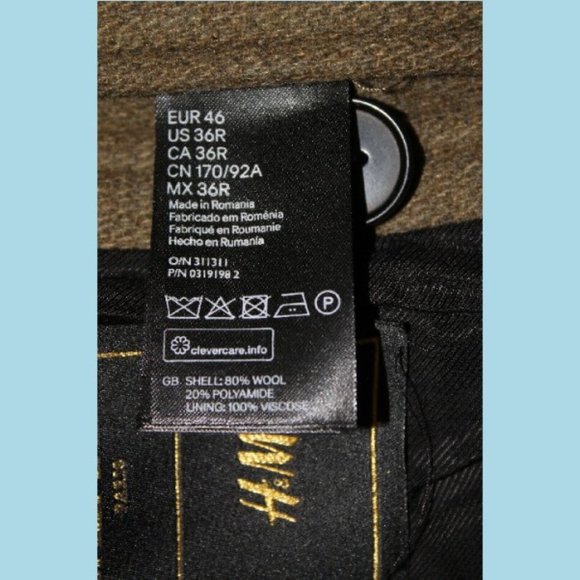 EUR 46
US 36R
CA 36R
CN 170/92A
MX 36R
Made in Romania
Fabricado em Roménia
Fabriqué en Roumanie
Hecho en Rumania
O/N 311311
P/N 0319198 2
P
clevercare.info
GB SHELL: 80% WOOL
20% POLYAMIDE
LINING: 100% VISCOSE
H&M
PARIS